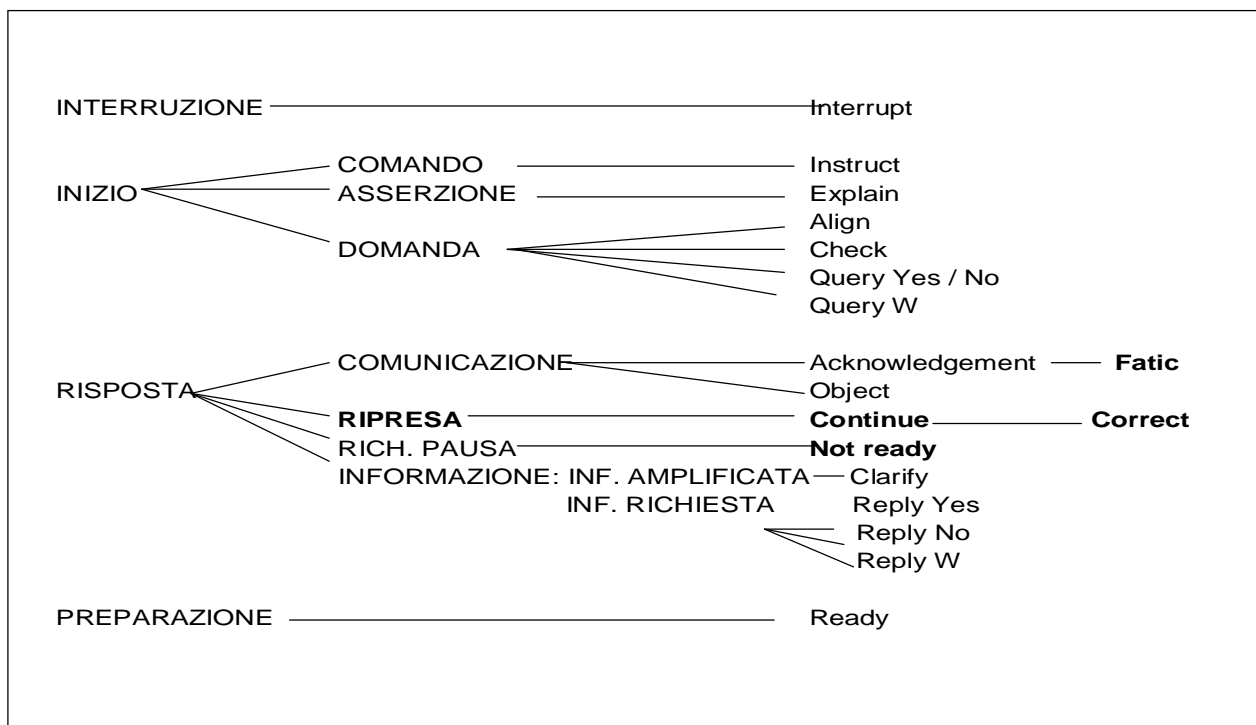 INTERRUZIONE Interrupt
COMANDO Instruct
INIZIO ASSERZIONE Explain
Align
DOMANDA Check
Query Yes / No
Query W
COMUNICAZIONE Acknowledgement Fatic
RISPOSTA Object
RIPRESA Continue Correct
RICH. PAUSA Not ready
INFORMAZIONE: INF. AMPLIFICATA Clarify
INF. RICHIESTA Reply Yes
Reply No
Reply W
PREPARAZIONE Ready